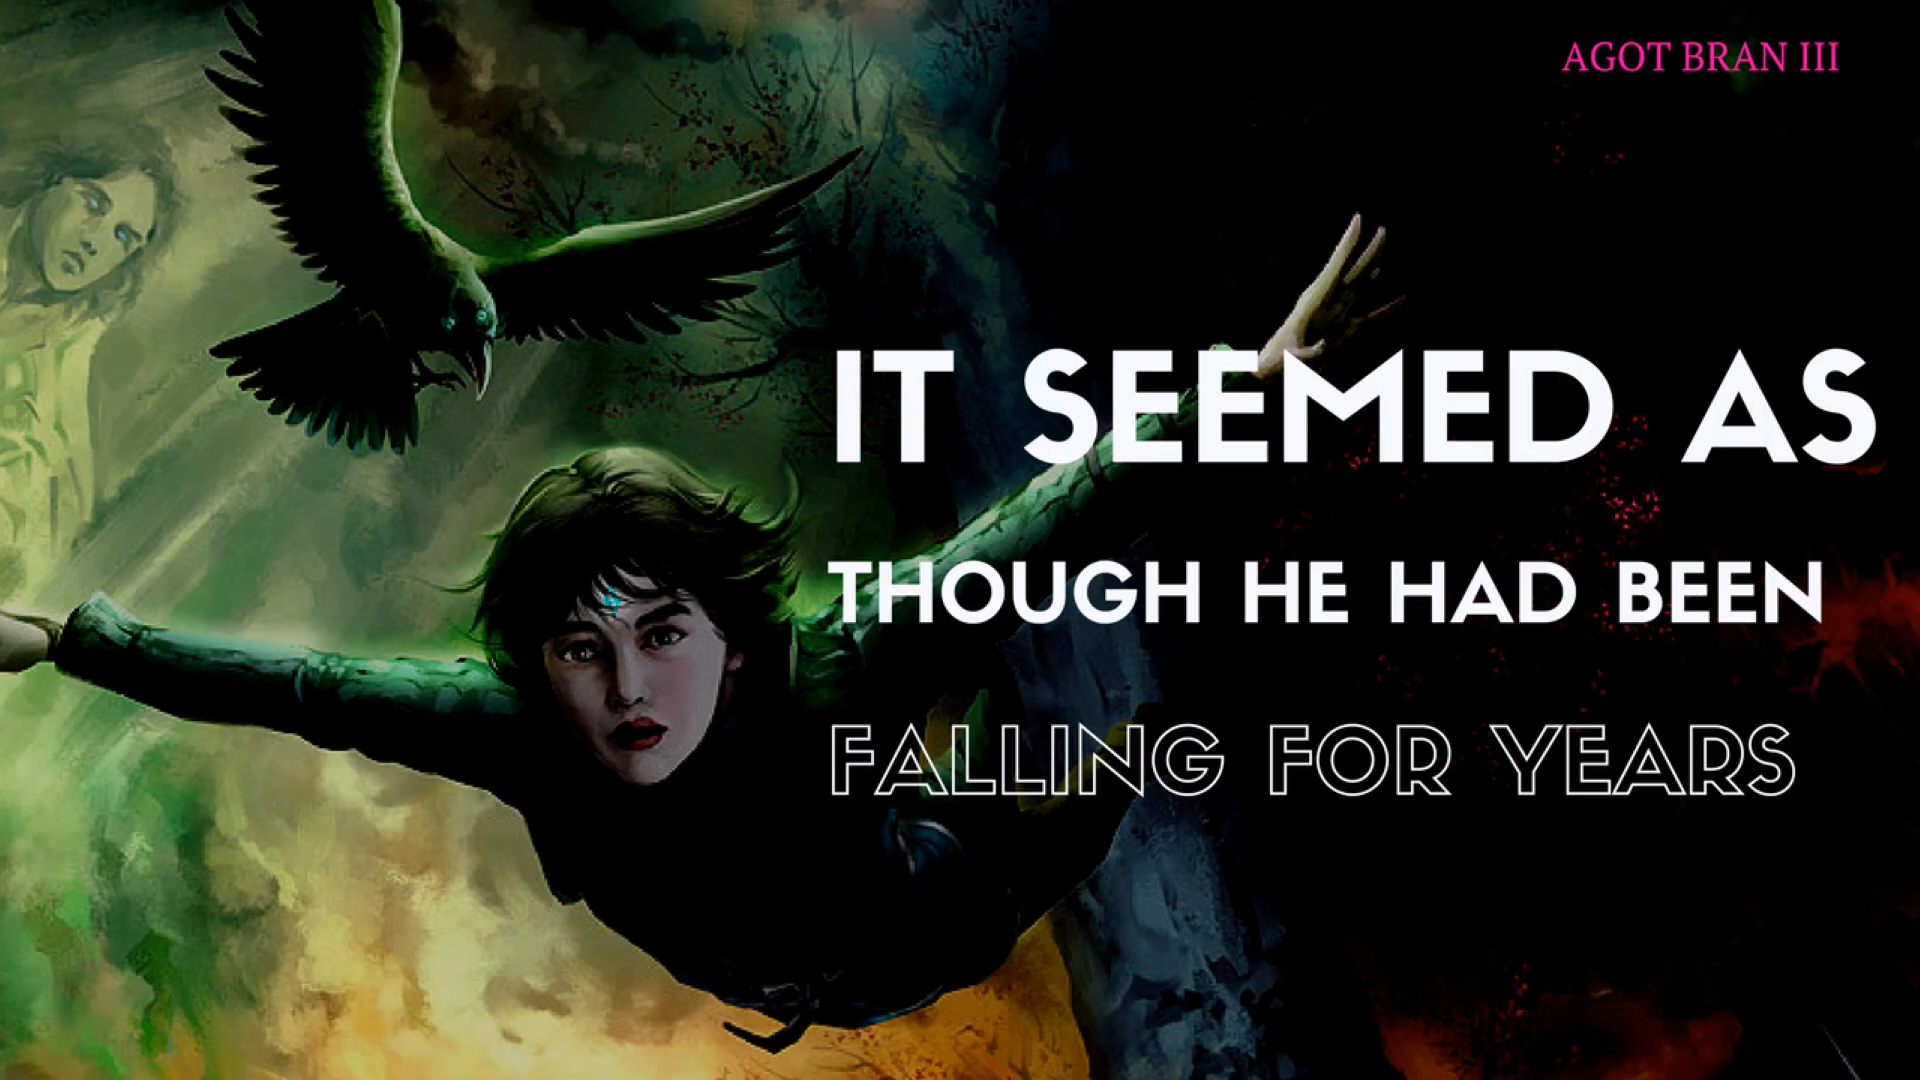 AGOT BRAN III
IT SEEMED AS
THOUGH HE HAD BEEN
FALLING FOR YEARS